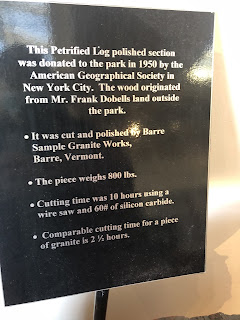 This Petrified Log polished section
was donated to the park in 1950 by the
American Geographical Society in
New York City. The wood originated
from Mr. Frank Dobells land outside
the park.
• It was cut and polished by Barre
Sample Granite Works,
Barre, Vermont.
• The piece weighs 800 lbs.
• Cutting time was 10 hours using a
wire saw and 60# of silicon carbide.
• Comparable cutting time for a piece
of granite is 2 ½ hours.